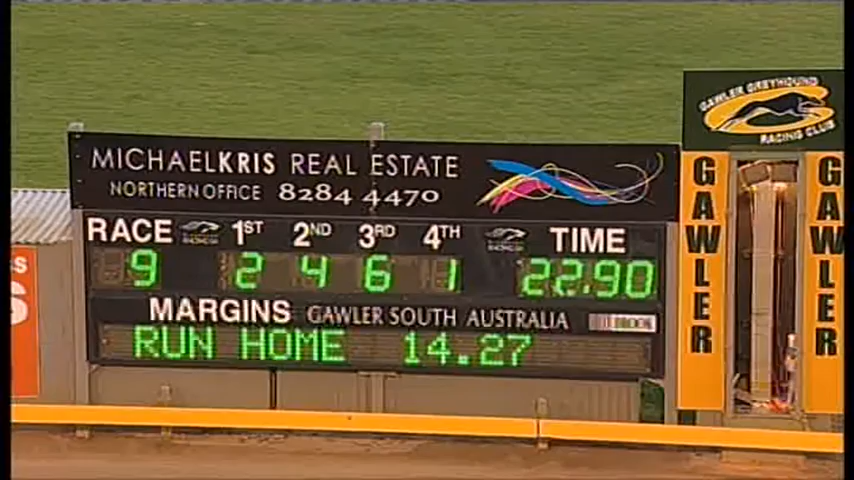 GAWLER GREYHOUND
RACING CLUB
MICHAELKRIS REAL ESTATE
NORTHERN OFFICE 8284 4470
RACE 1ST 2ND 3RD 4TH TIME
9 2 4 6 1 22.90
MARGINS GAWLER SOUTH AUSTRALIA
RUN HOME 14.27
GAWLER
GAWLER
S
S